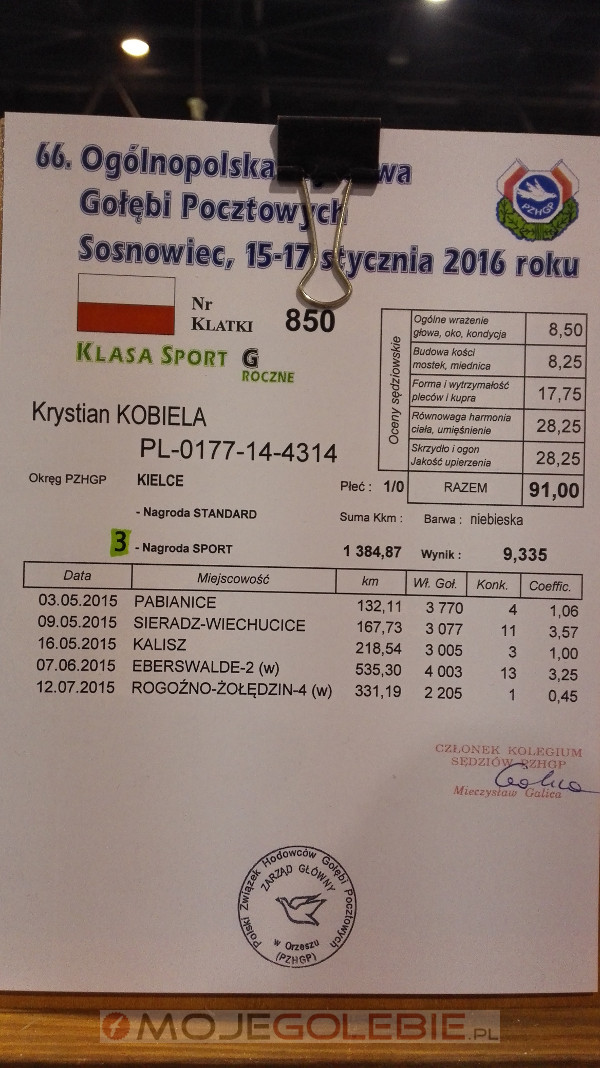 66. Ogólnopolska wa
Gołębi Pocztowych
Sosnowiec, 15-17 stycznia 2016 roku
PZHGP
Nr
KLATKI 850
KLASA SPORT G
ROCZNE
Oceny sędziowskie
Ogólne wrażenie
głowa, oko, kondycja 8,50
Budowa kości
mostek, miednica 8,25
Forma i wytrzymałość
pleców i kupra 17,75
Równowaga harmonia
ciała, umięśnienie 28,25
Skrzydło i ogon
Jakość upierzenia 28,25
RAZEM 91,00
Krystian KOBIELA
PL-0177-14-4314
Okręg PZHGP KIELCE Płeć : 1/0
- Nagroda STANDARD Suma Kkm : Barwa : niebieska
3 - Nagroda SPORT 1 384,87 Wynik : 9,335
Data Miejscowość km Wł. Goł. Konk. Coeffic.
03.05.2015 PABIANICE 132,11 3 770 4 1,06
09.05.2015 SIERADZ-WIECHUCICE 167,73 3 077 11 3,57
16.05.2015 KALISZ 218,54 3 005 3 1,00
07.06.2015 EBERSWALDE-2 (w) 535,30 4 003 13 3,25
12.07.2015 ROGOŹNO-ŻOŁĘDZIN-4 (w) 331,19 2 205 1 0,45
CZŁONEK KOLEGIUM
SĘDZIÓW PZHGP
Mieczysław Galica
Polski Związek Hodowców Gołębi Pocztowych
ZARZĄD GŁÓWNY
w Orzeszu
(PZHGP)
MOJEGOLEBIE.PL